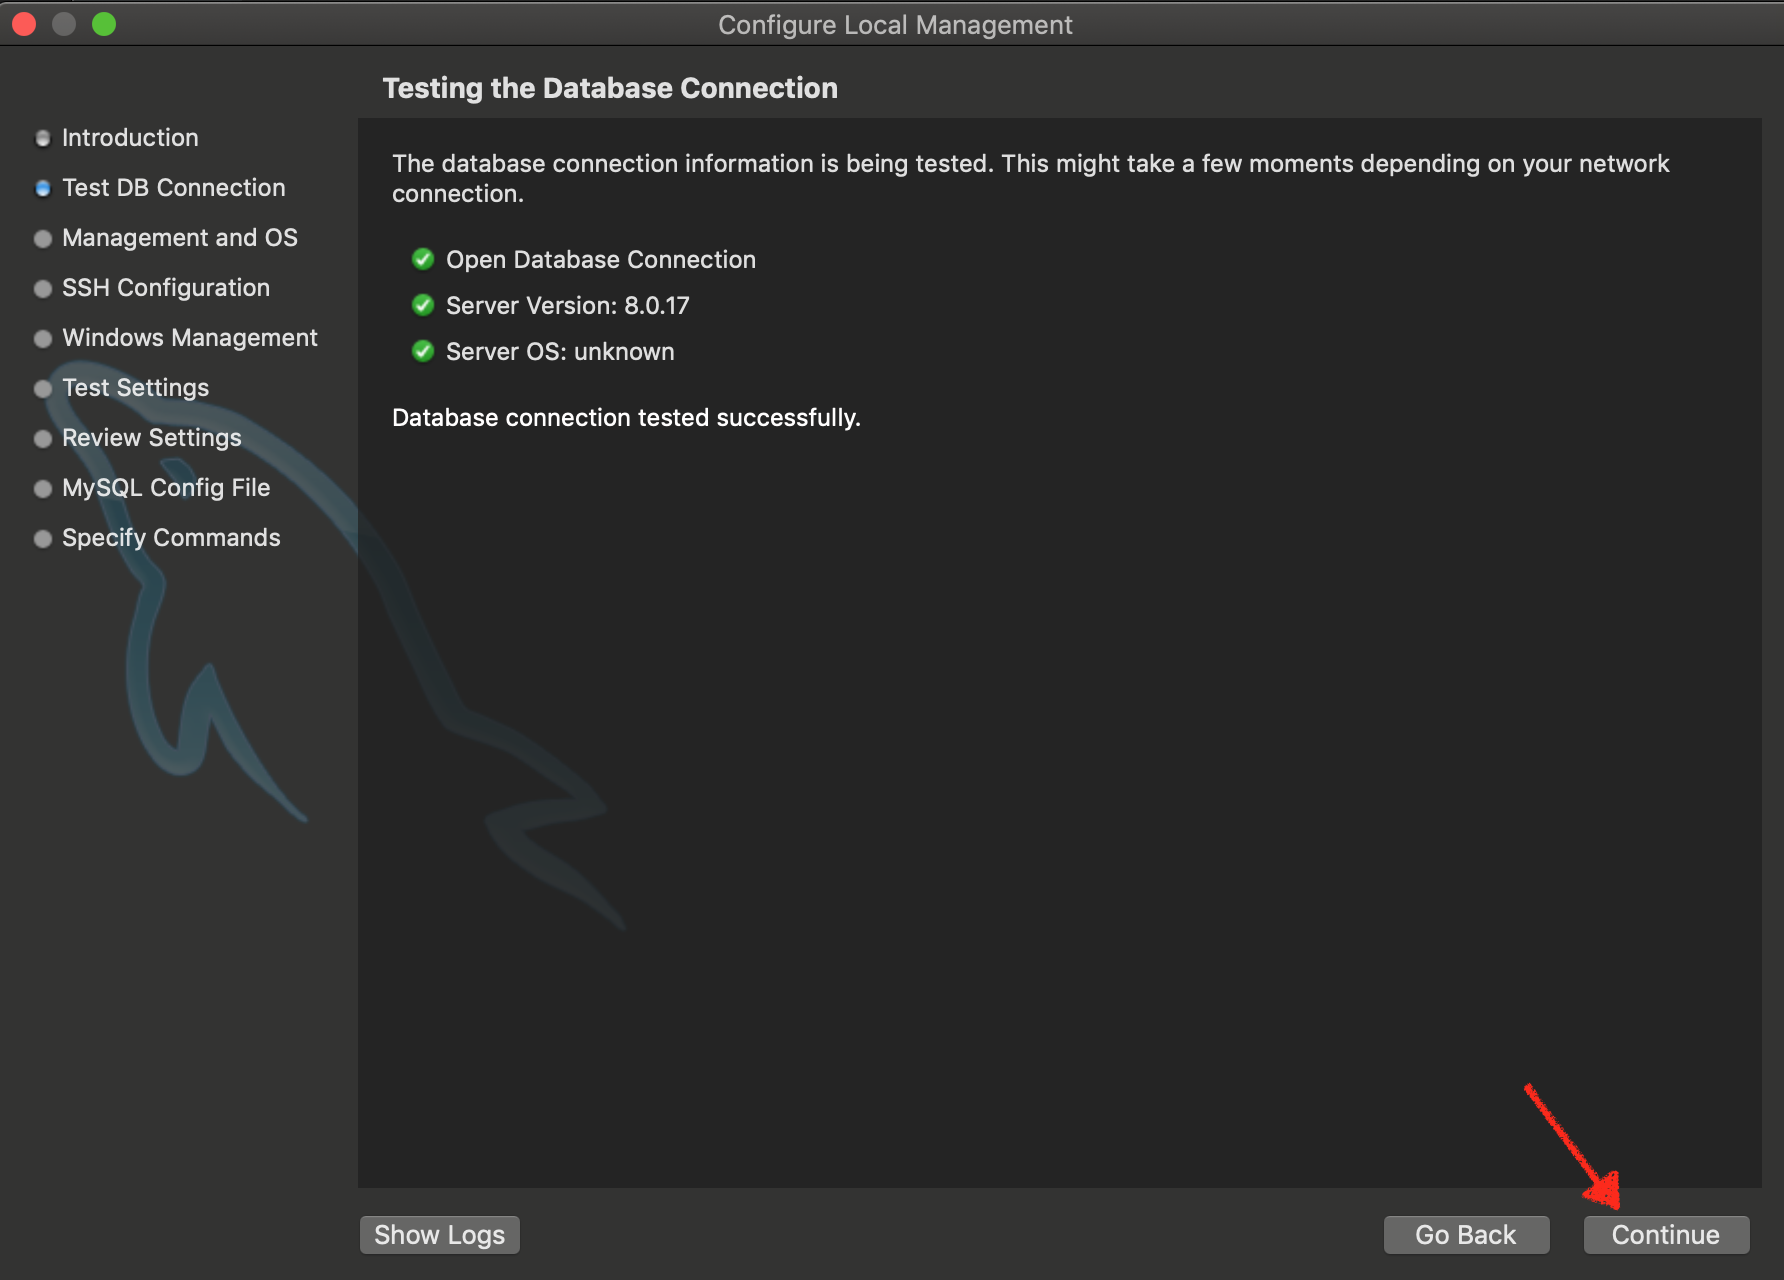 Configure Local Management
Testing the Database Connection
Introduction
Test DB Connection
Management and OS
SSH Configuration
Windows Management
Test Settings
Review Settings
MySQL Config File
Specify Commands
The database connection information is being tested. This might take a few moments depending on your network
connection.
Open Database Connection
Server Version: 8.0.17
Server OS: unknown
Database connection tested successfully.
Show Logs
Go Back
Continue